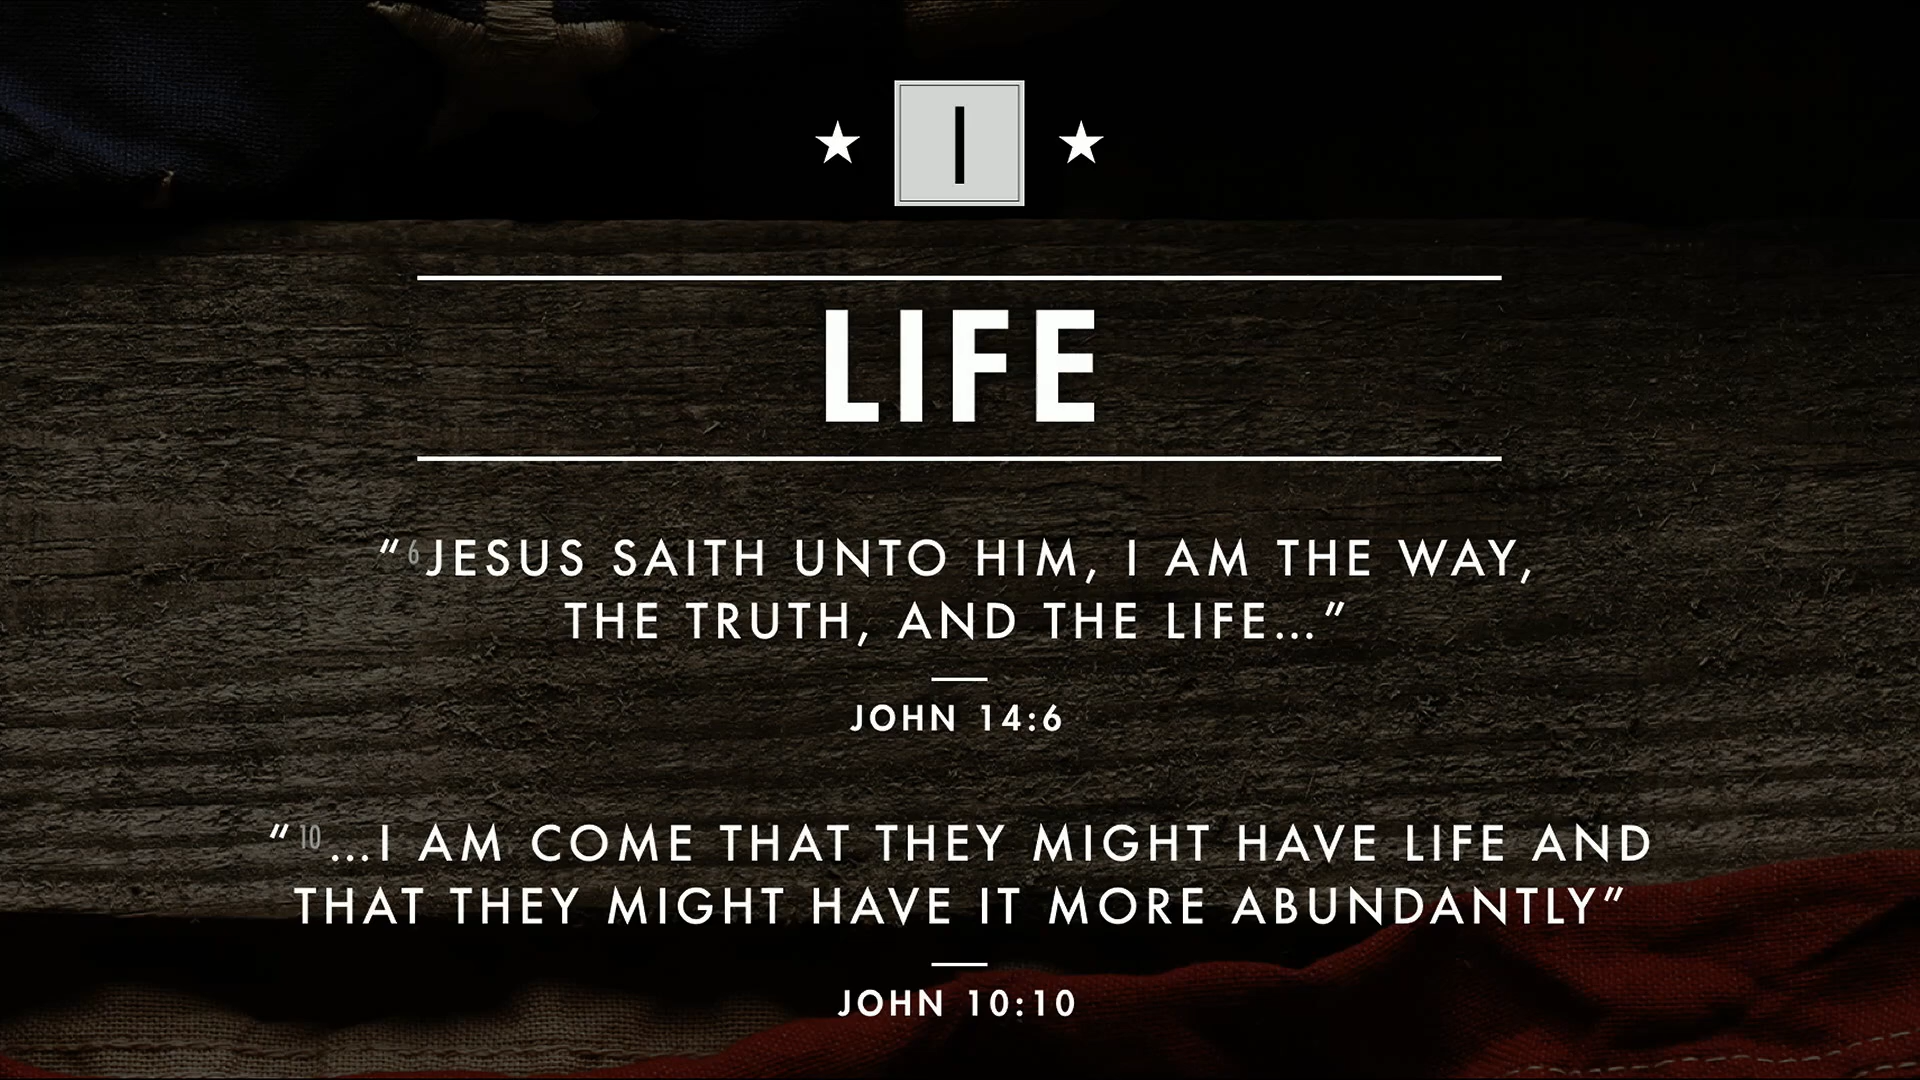 I
LIFE
“6JESUS SAITH UNTO HIM, I AM THE WAY,
THE TRUTH, AND THE LIFE...”
JOHN 14:6
“10...I AM COME THAT THEY MIGHT HAVE LIFE AND
THAT THEY MIGHT HAVE IT MORE ABUNDANTLY”
JOHN 10:10